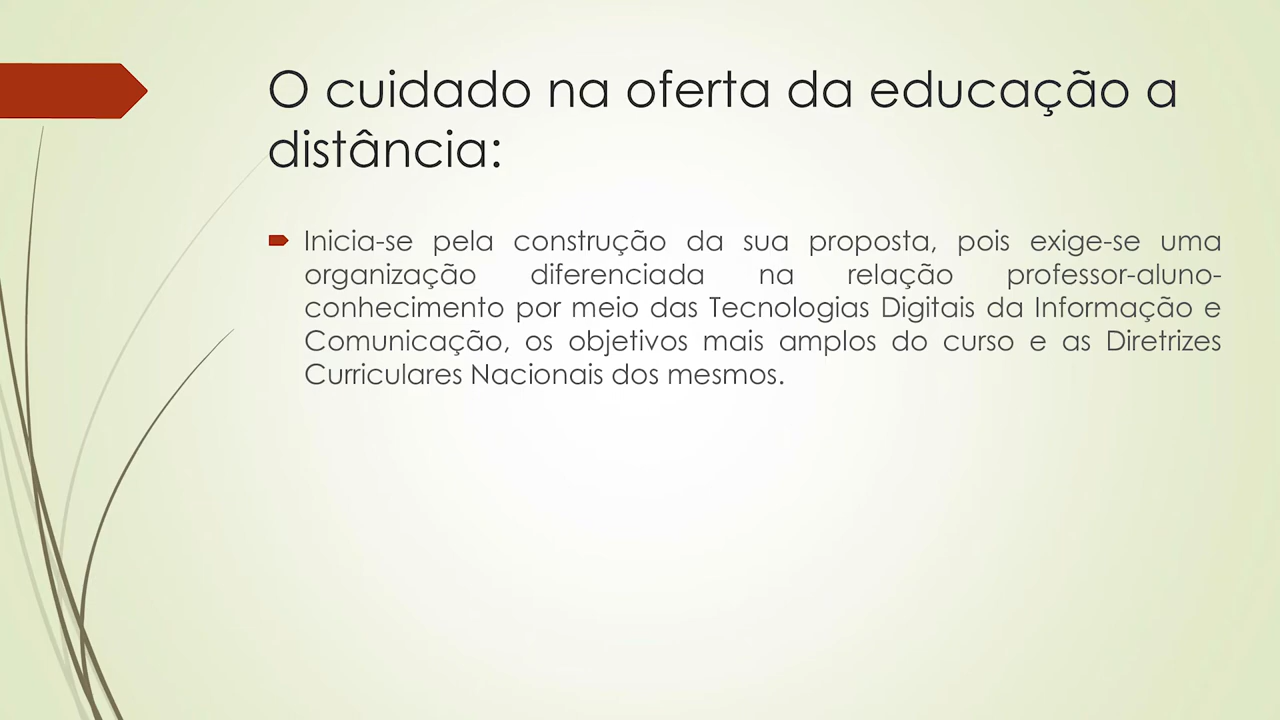 O cuidado na oferta da educação a
distância:
Inicia-se pela construção da sua proposta, pois exige-se uma
organização diferenciada na relação professor-aluno-
conhecimento por meio das Tecnologias Digitais da Informação e
Comunicação, os objetivos mais amplos do curso e as Diretrizes
Curriculares Nacionais dos mesmos.